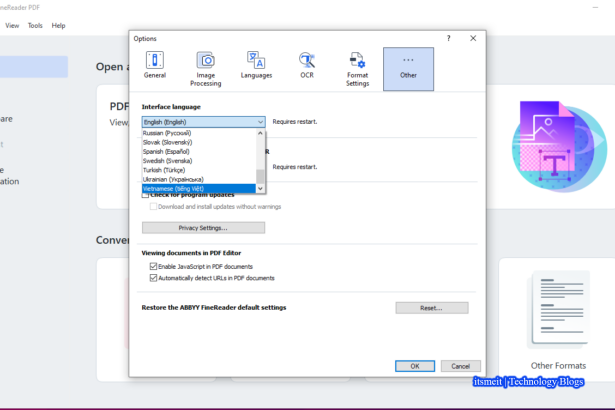 neReader PDF
View Tools Help
Options
? ×
General
Image Processing
Languages
OCR
Format Settings
Other
Open a
PDF
View,
Interface language
English (English)
Requires restart.
Russian (Русский)
Slovak (Slovenský)
Spanish (Español)
Swedish (Svenska)
Turkish (Türkçe)
Ukrainian (Українська)
Vietnamese (tiếng Việt)
R
Requires restart.
Check for program updates
Download and install updates without warnings
Privacy Settings...
Viewing documents in PDF Editor
Enable JavaScript in PDF documents
Automatically detect URLs in PDF documents
Restore the ABBYY FineReader default settings
Reset...
OK
Cancel
are
t
e
ation
Conver
T
Other Formats
itsmeit | Technology Blogs